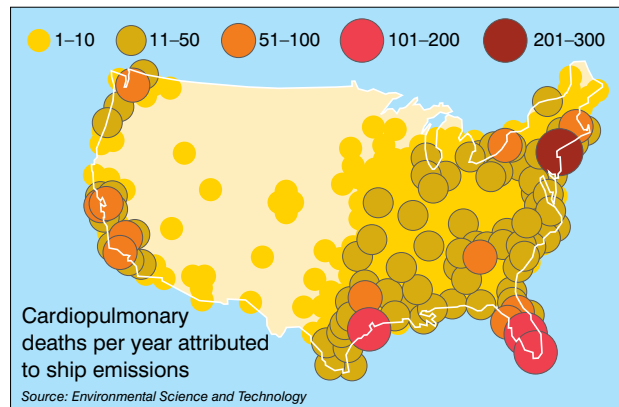 1–10 11–50 51–100 101–200 201–300
Cardiopulmonary
deaths per year attributed
to ship emissions
Source: Environmental Science and Technology